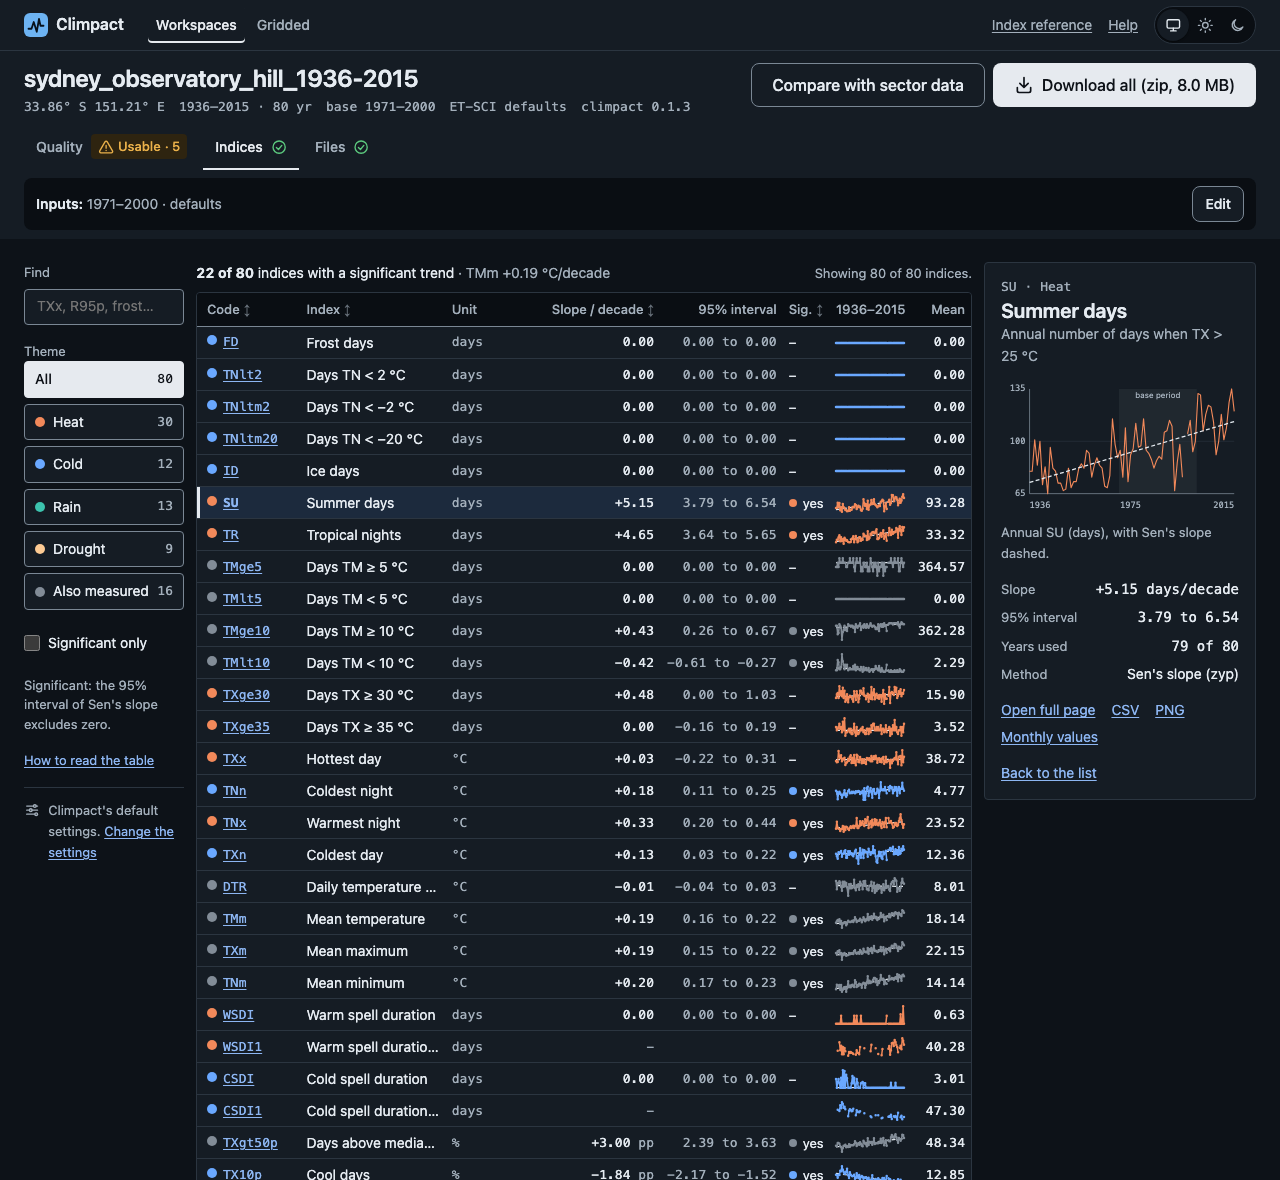 Climpact
Workspaces
Gridded
Index reference
Help
sydney_observatory_hill_1936-2015
33.86° S 151.21° E 1936–2015 · 80 yr base 1971–2000 ET-SCI defaults climpact 0.1.3
Compare with sector data
Download all (zip, 8.0 MB)
Quality
Usable · 5
Indices
Files
Inputs: 1971–2000 · defaults
Edit
Find
TXx, R95p, frost...
Theme
All 80
Heat 30
Cold 12
Rain 13
Drought 9
Also measured 16
Significant only
Significant: the 95%
interval of Sen's slope
excludes zero.
How to read the table
Climpact's default
settings. Change the
settings
22 of 80 indices with a significant trend · TMm +0.19 °C/decade
Showing 80 of 80 indices.
Code Index Unit Slope / decade 95% interval Sig. 1936–2015 Mean
FD Frost days days 0.00 0.00 to 0.00 – 0.00
TNlt2 Days TN < 2 °C days 0.00 0.00 to 0.00 – 0.00
TNltm2 Days TN < −2 °C days 0.00 0.00 to 0.00 – 0.00
TNltm20 Days TN < −20 °C days 0.00 0.00 to 0.00 – 0.00
ID Ice days days 0.00 0.00 to 0.00 – 0.00
SU Summer days days +5.15 3.79 to 6.54 yes 93.28
TR Tropical nights days +4.65 3.64 to 5.65 yes 33.32
TMge5 Days TM ≥ 5 °C days 0.00 0.00 to 0.00 – 364.57
TMlt5 Days TM < 5 °C days 0.00 0.00 to 0.00 – 0.00
TMge10 Days TM ≥ 10 °C days +0.43 0.26 to 0.67 yes 362.28
TMlt10 Days TM < 10 °C days −0.42 −0.61 to −0.27 yes 2.29
TXge30 Days TX ≥ 30 °C days +0.48 0.00 to 1.03 – 15.90
TXge35 Days TX ≥ 35 °C days 0.00 −0.16 to 0.19 – 3.52
TXx Hottest day °C +0.03 −0.22 to 0.31 – 38.72
TNn Coldest night °C +0.18 0.11 to 0.25 yes 4.77
TNx Warmest night °C +0.33 0.20 to 0.44 yes 23.52
TXn Coldest day °C +0.13 0.03 to 0.22 yes 12.36
DTR Daily temperature ... °C −0.01 −0.04 to 0.03 – 8.01
TMm Mean temperature °C +0.19 0.16 to 0.22 yes 18.14
TXm Mean maximum °C +0.19 0.15 to 0.22 yes 22.15
TNm Mean minimum °C +0.20 0.17 to 0.23 yes 14.14
WSDI Warm spell duration days 0.00 0.00 to 0.00 – 0.63
WSDI1 Warm spell duratio... days – 40.28
CSDI Cold spell duration days 0.00 0.00 to 0.00 – 3.01
CSDI1 Cold spell duration... days – 47.30
TXgt50p Days above media... % +3.00 pp 2.39 to 3.63 yes 48.34
TX10p Cool days % −1.84 pp −2.17 to −1.52 yes 12.85
SU · Heat
Summer days
Annual number of days when TX >
25 °C
135
base period
100
65
1936 1975 2015
Annual SU (days), with Sen's slope
dashed.
Slope +5.15 days/decade
95% interval 3.79 to 6.54
Years used 79 of 80
Method Sen's slope (zyp)
Open full page CSV PNG
Monthly values
Back to the list